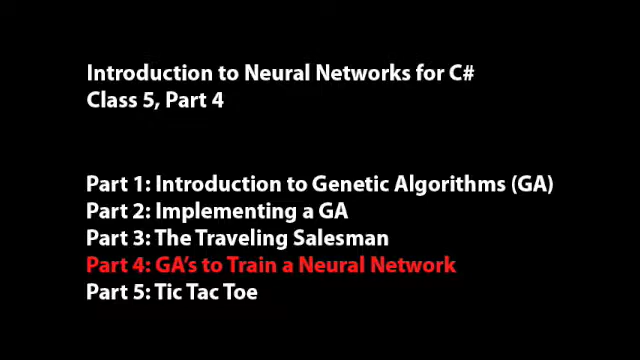 Introduction to Neural Networks for C#
Class 5, Part 4
Part 1: Introduction to Genetic Algorithms (GA)
Part 2: Implementing a GA
Part 3: The Traveling Salesman
Part 4: GA's to Train a Neural Network
Part 5: Tic Tac Toe